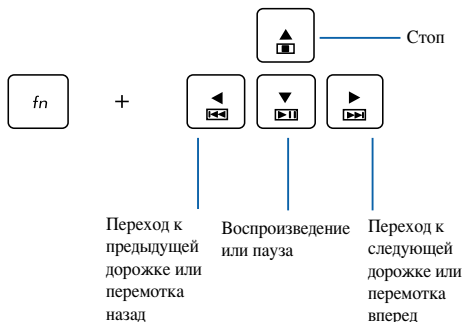 Стоп
fn
+
Переход к
предыдущей
дорожке или
перемотка
назад
Воспроизведение
или пауза
Переход к
следующей
дорожке или
перемотка
вперед